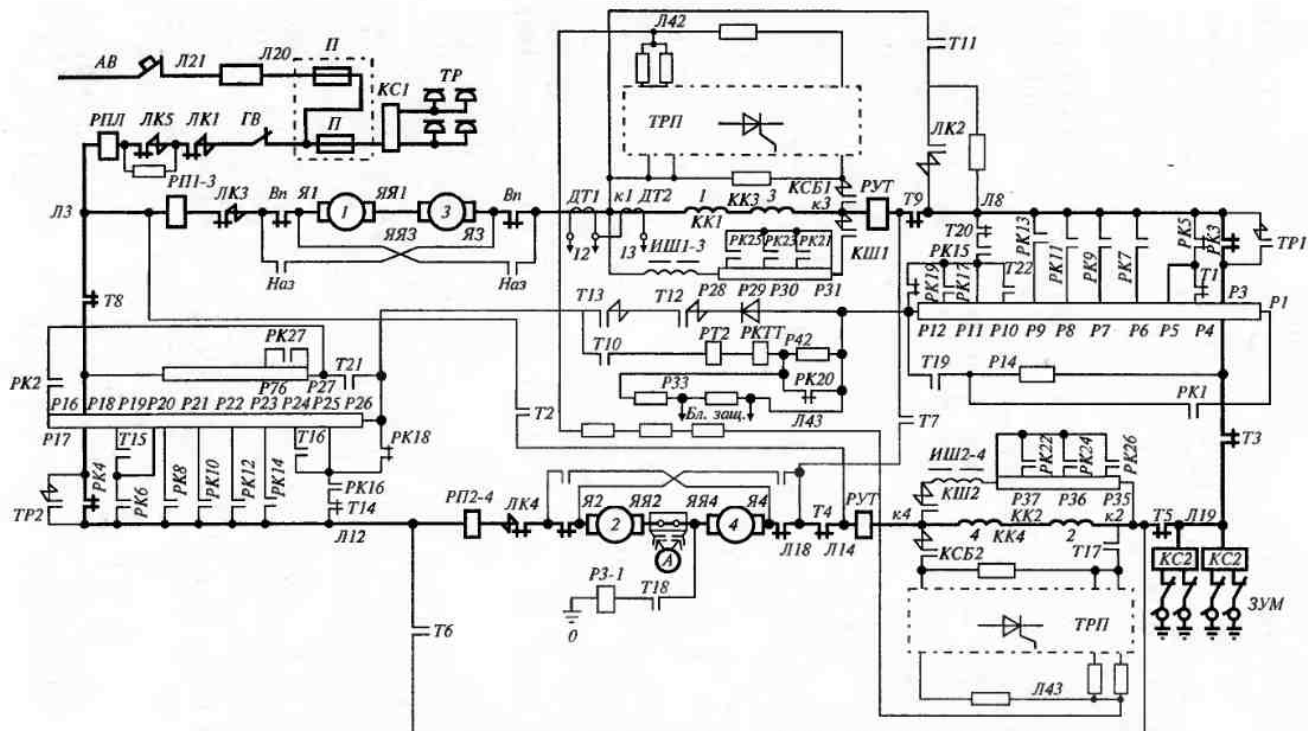 Л42
П
Т11
АВ
Л21
Л20
КС1
ТР
РПЛ
ЛК5
ЛК1
ГВ
П
ТРП
ЛК2
РП1-3
КСБ1
РУТ
Л3
ЛК3
Вп
Я1
ЯЯ1
Вп
ДТ1
к1
ДТ2
1
КК3
3
к3
Т9
Л8
1
3
КК1
ЯЯ3
Я3
12
13
ИШ1-3
РК25
РК23
РК21
КШ1
Т20
РК13
РК5
РК3
ТР1
Наз
Наз
РК15
РК11
РК9
РК7
Т8
Т13
Т12
Р28
Р29
Р30
Р31
РК19
РК17
Т22
Т1
Р3
Р1
Р12
Р11
Р10
Р9
Р8
Р7
Р6
Р5
Р4
РК27
Т10
РТ2
РКТТ
Р42
РК2
Р76
Р27
Т21
Т19
Р14
Р16
Р18
Р19
Р20
Р21
Р22
Р23
Р24
Р25
Р26
Р33
РК20
РК1
Бл. защ.
Р17
Т2
Л43
Т7
Т15
Т16
РК18
Т3
РК4
РК8
РК10
РК12
РК14
ИШ2-4
РК22
РК24
РК26
РК6
РК16
Т14
ТР2
КШ2
Р37
Р36
Р35
РП2-4
ЛК4
Я2
ЯЯ2
ЯЯ4
Я4
Т4
РУТ
к4
КК2
к2
Т5
Л19
2
4
Л12
Л18
Л14
4
КК4
2
А
КСБ2
Т17
КС2
КС2
РЗ-1
Т18
0
ЗУМ
Т6
ТРП
Л43